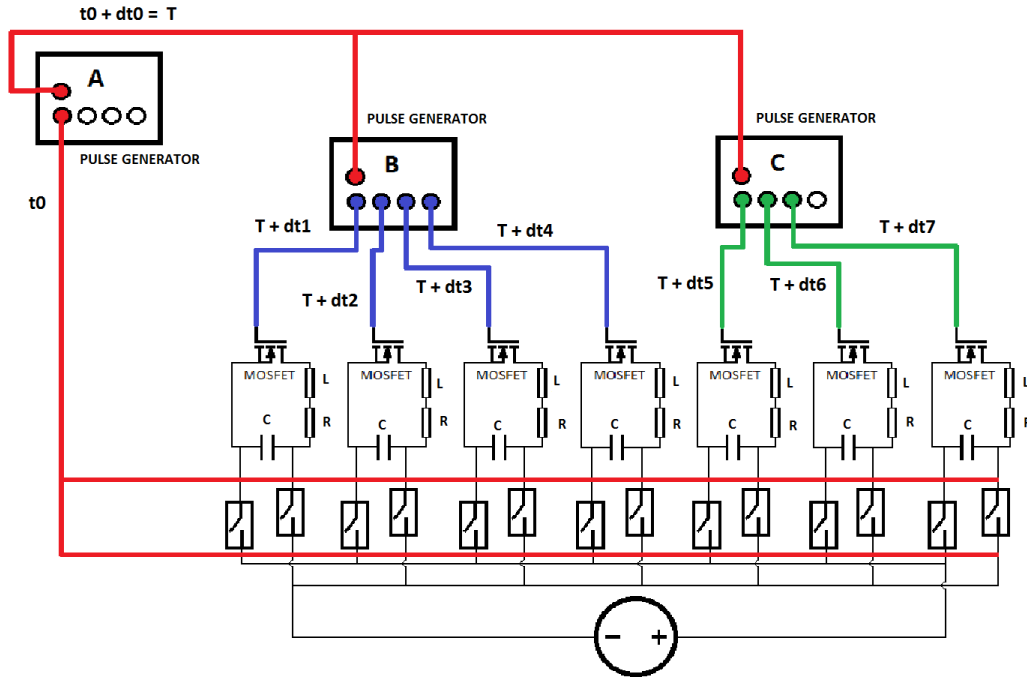 t0 + dt0 = T
A
PULSE GENERATOR
t0
PULSE GENERATOR
B
PULSE GENERATOR
C
T + dt1
T + dt2
T + dt3
T + dt4
T + dt5
T + dt6
T + dt7
MOSFET
L
R
C
MOSFET
L
R
C
MOSFET
L
R
C
MOSFET
L
R
C
MOSFET
L
R
C
MOSFET
L
R
C
MOSFET
L
R
C
− +